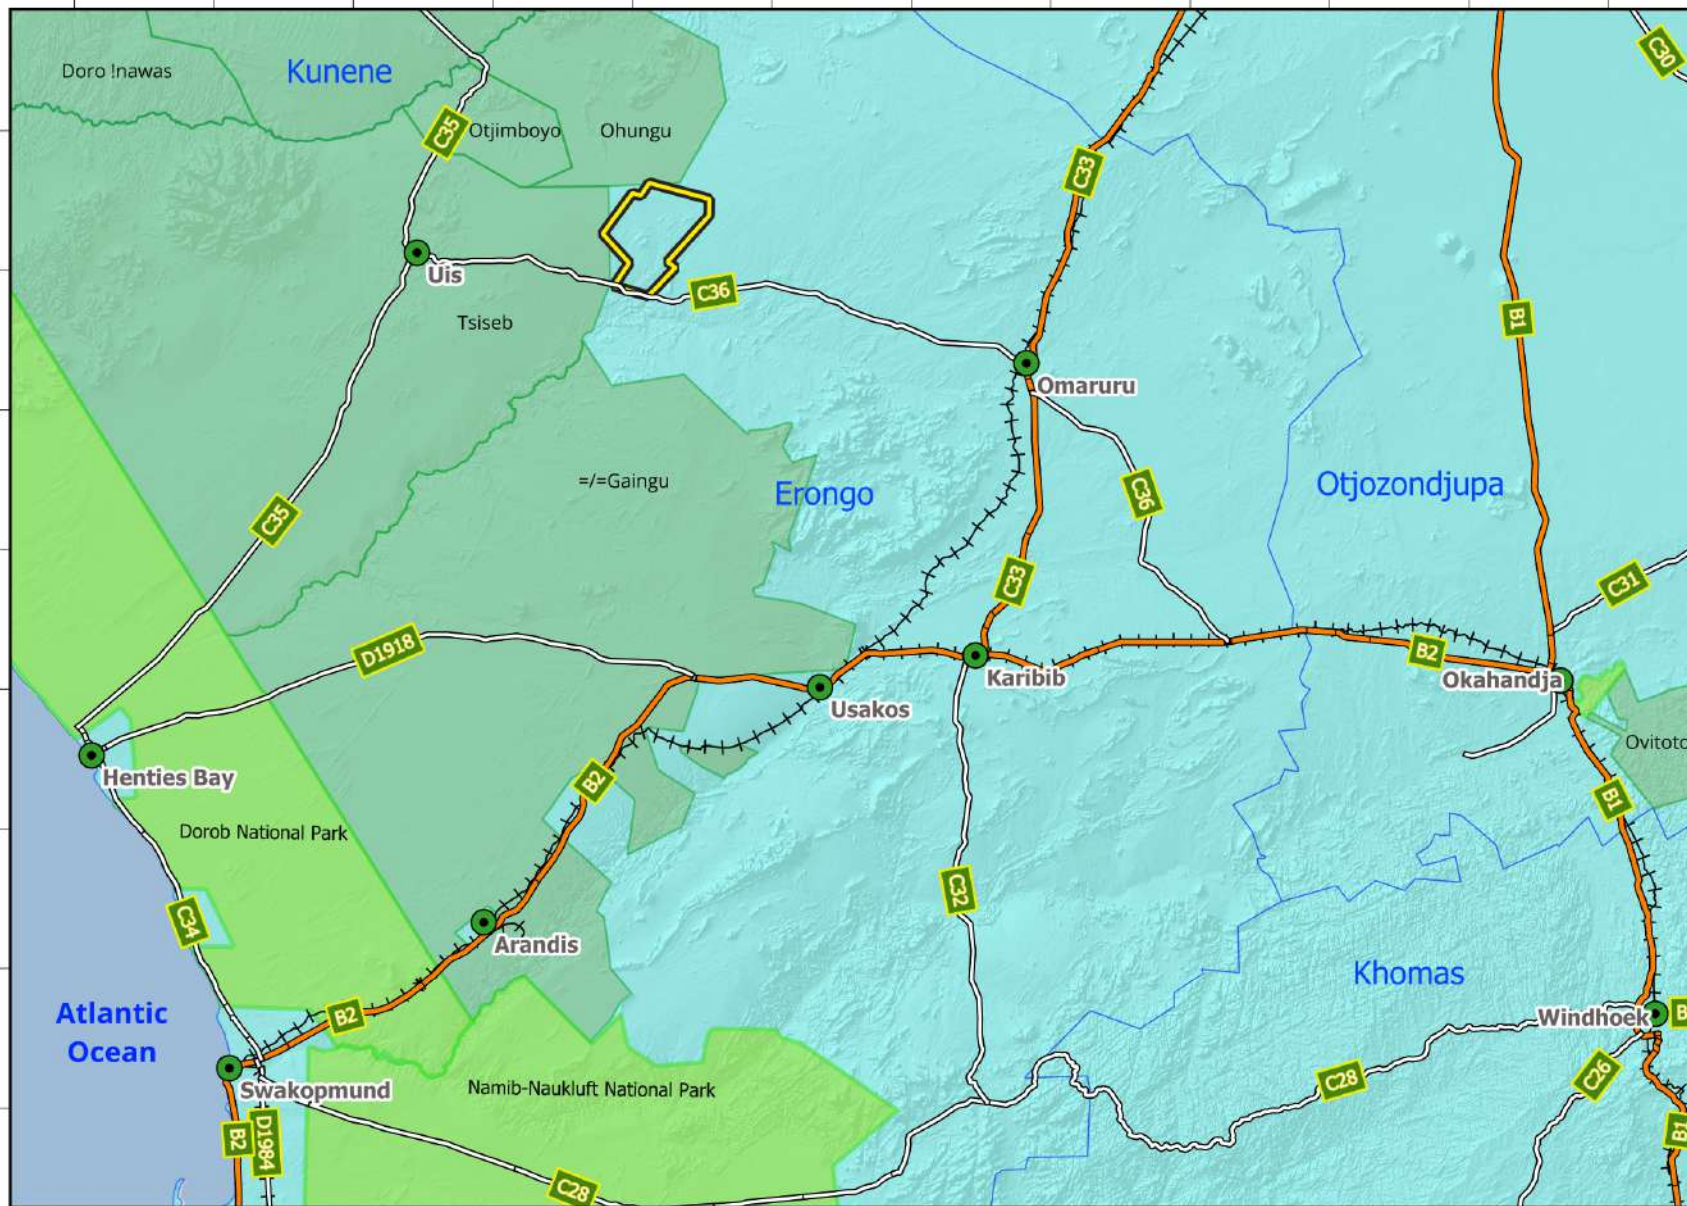 C30
Doro !nawas
Kunene
C35
Otjimboyo
Ohungu
C33
Uis
C36
B1
Tsiseb
Omaruru
=/=Gaingu
Erongo
C36
Otjozondjupa
C35
C33
C31
D1918
B2
Karibib
Okahandja
Usakos
Ovitoto
Henties Bay
B2
B1
Dorob National Park
C32
C34
Arandis
Khomas
Atlantic
Ocean
B2
Windhoek
B
Swakopmund
Namib-Naukluft National Park
C28
C26
B2
D1984
B1
C28